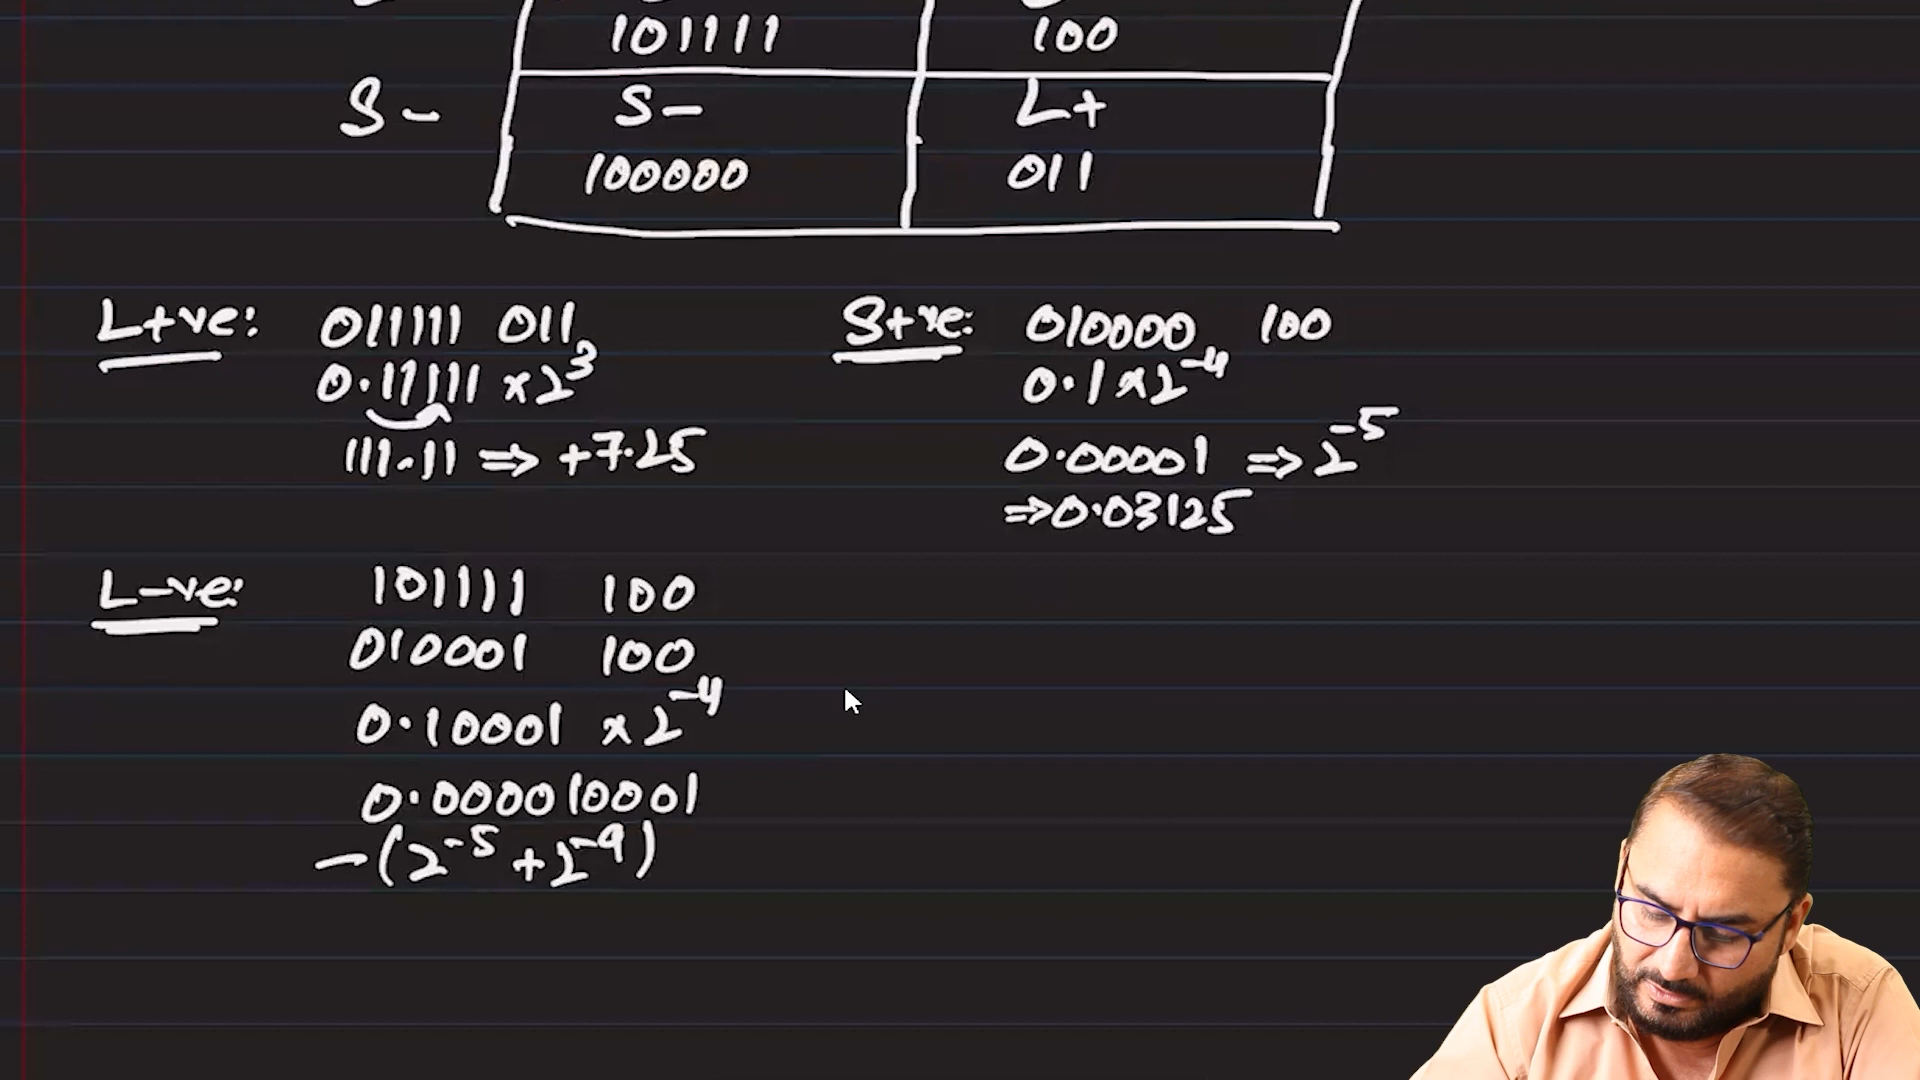 101111 100
S- S- L+
100000 011
L+ve: 011111 011
0.11111 x 2^3
111.11 => +7.25
S+ve: 010000 100
0.1 x 2^-4
0.00001 => 2^-5
=> 0.03125
L-ve: 101111 100
010001 100
0.10001 x 2^-4
0.000010001
-(2^-5 + 2^-9)